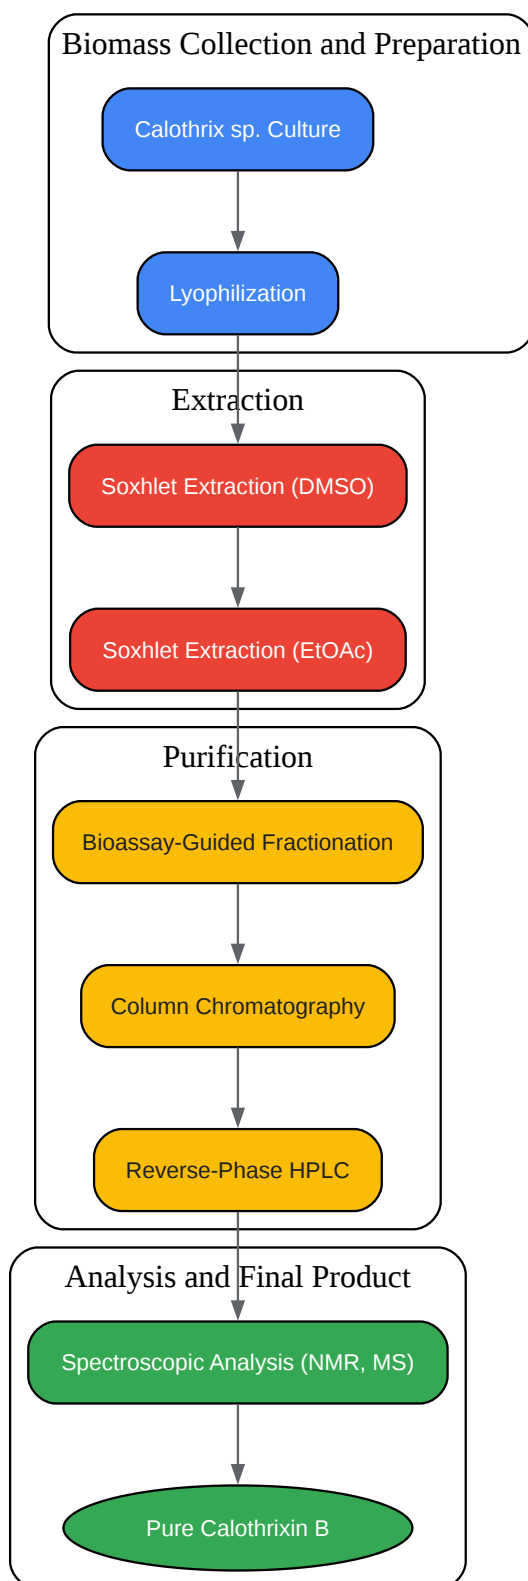 Biomass Collection and Preparation
Calothrix sp. Culture
Lyophilization
Extraction
Soxhlet Extraction (DMSO)
Soxhlet Extraction (EtOAc)
Purification
Bioassay-Guided Fractionation
Column Chromatography
Reverse-Phase HPLC
Analysis and Final Product
Spectroscopic Analysis (NMR, MS)
Pure Calothrixin B